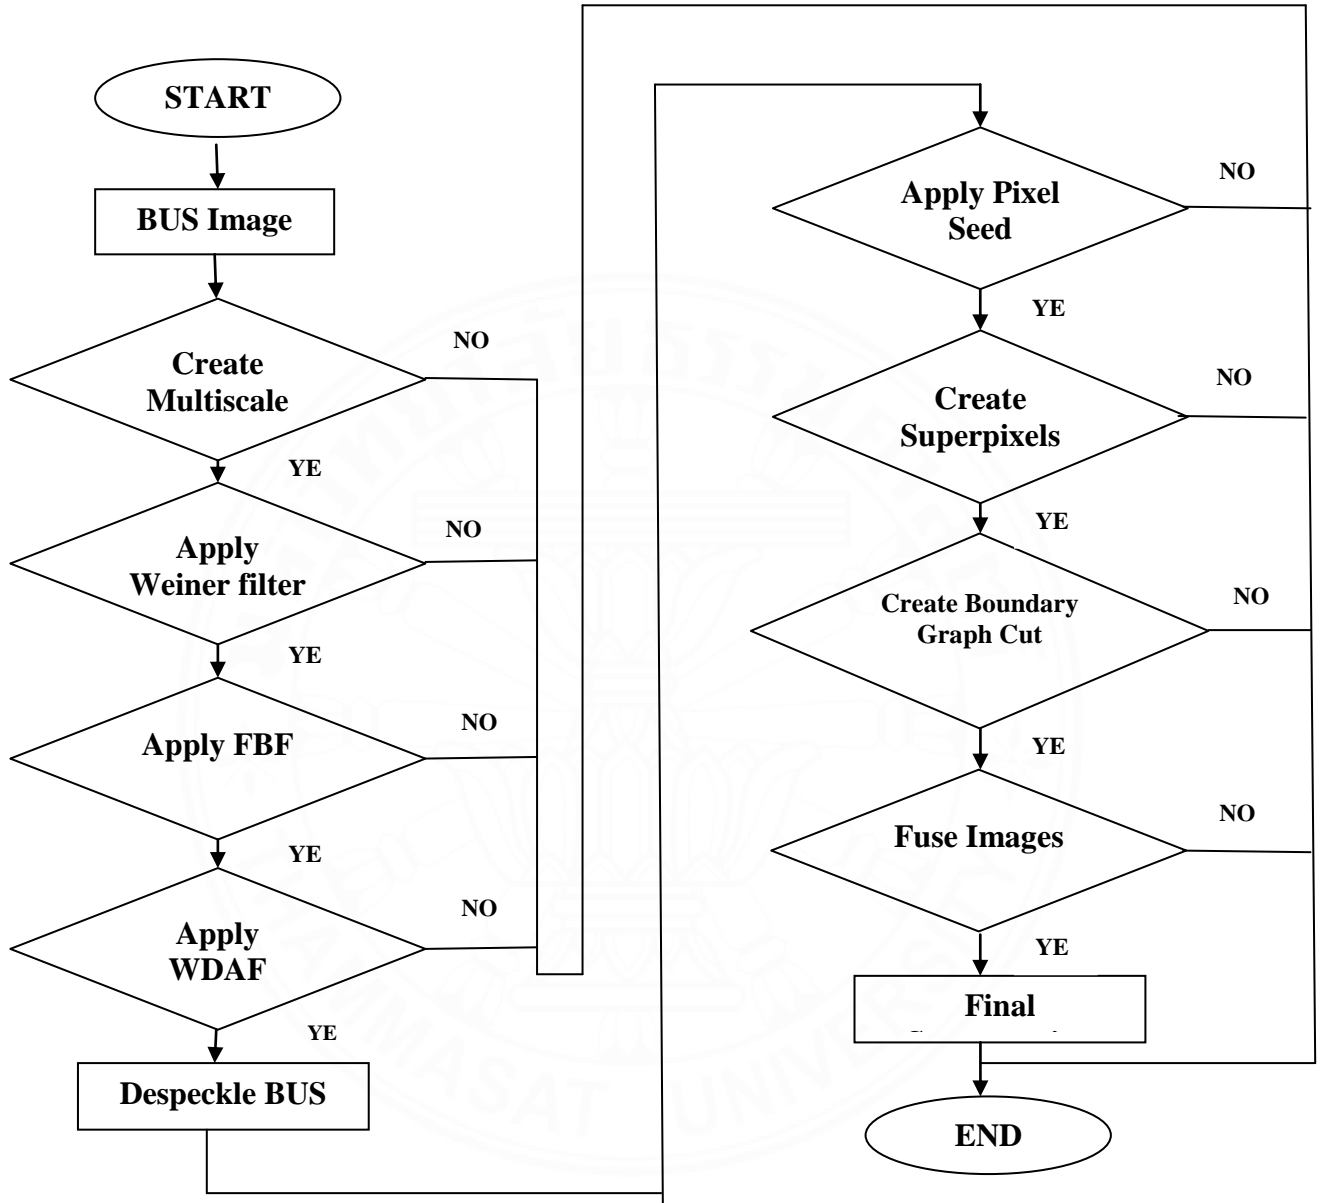 START
BUS Image
Create
Multiscale
NO
YE
Apply
Weiner filter
NO
YE
Apply FBF
NO
YE
Apply
WDAF
NO
YE
Despeckle BUS
Apply Pixel
Seed
NO
YE
Create
Superpixels
NO
YE
Create Boundary
Graph Cut
NO
YE
Fuse Images
NO
YE
Final
END
THAMMASAT UNIVERSITY